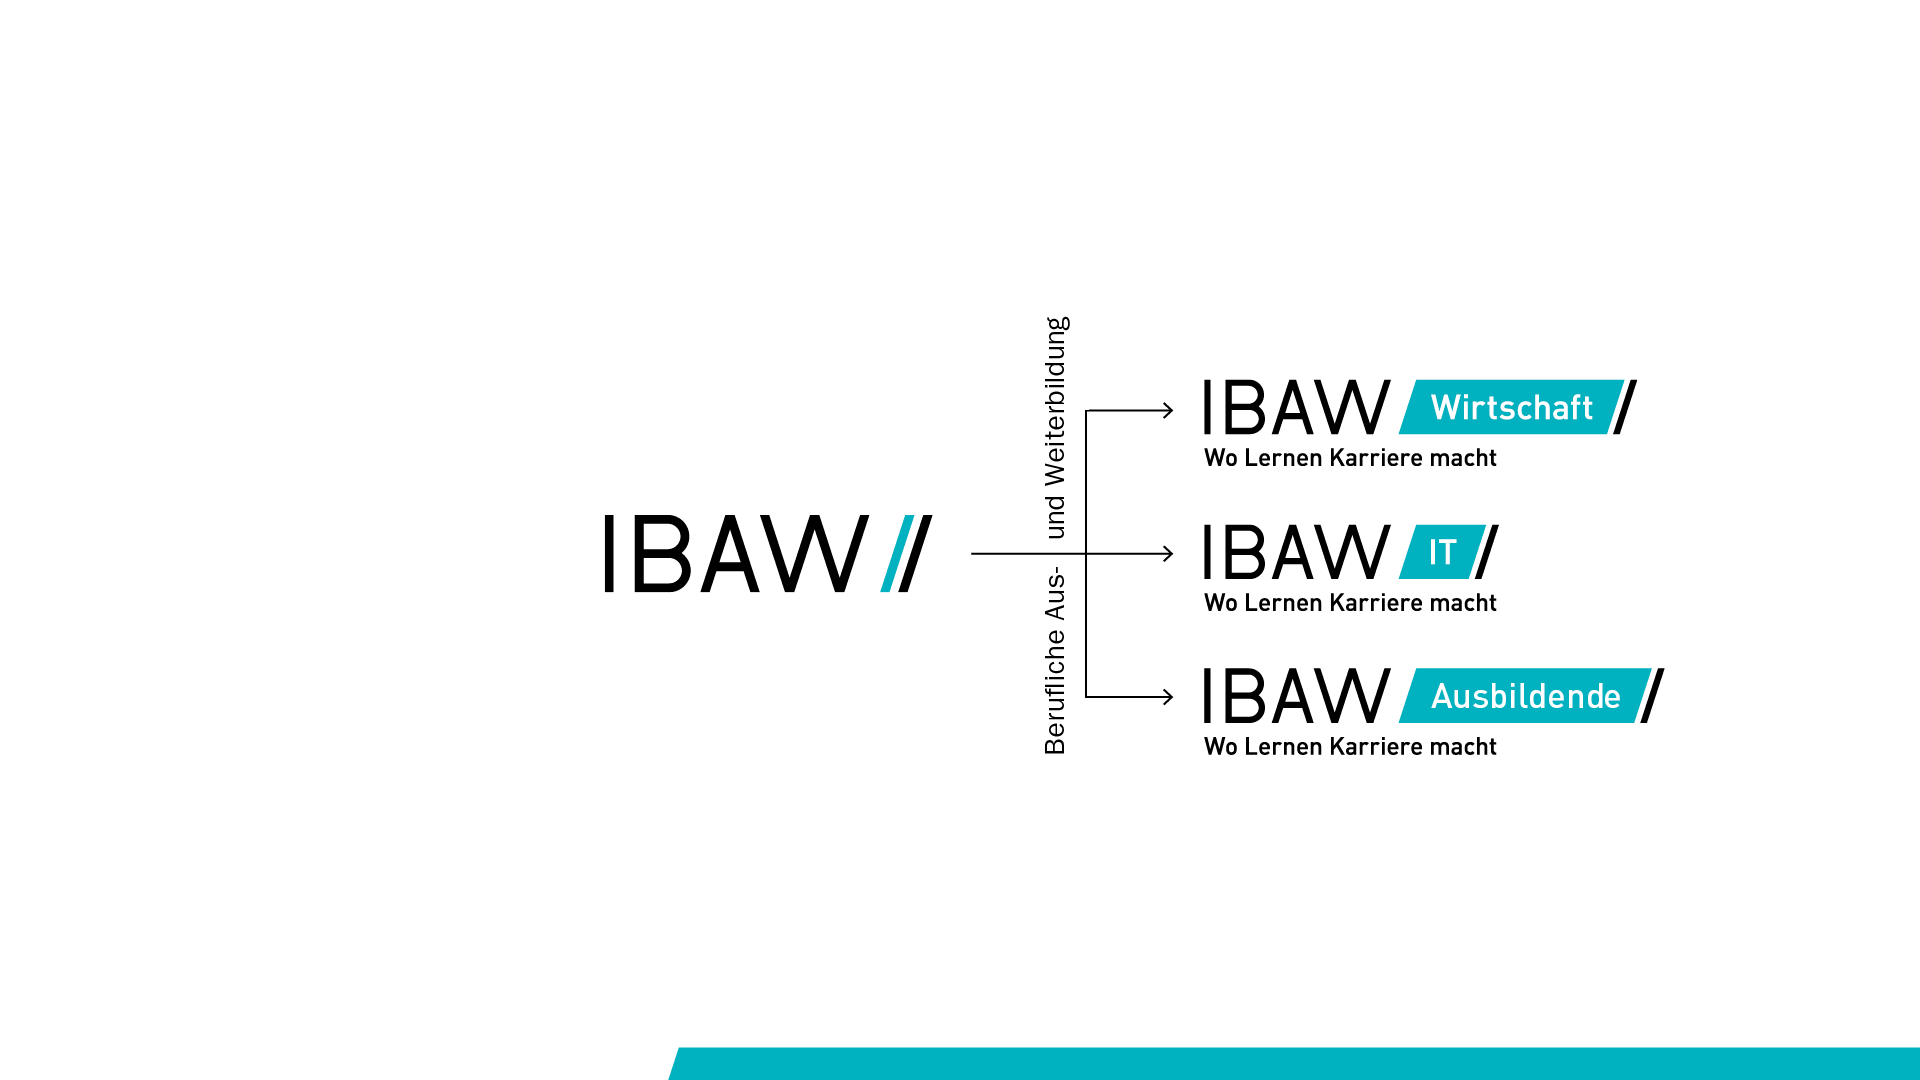 IBAW//
Berufliche Aus- und Weiterbildung
IBAW Wirtschaft/
Wo Lernen Karriere macht
IBAW IT/
Wo Lernen Karriere macht
IBAW Ausbildende/
Wo Lernen Karriere macht